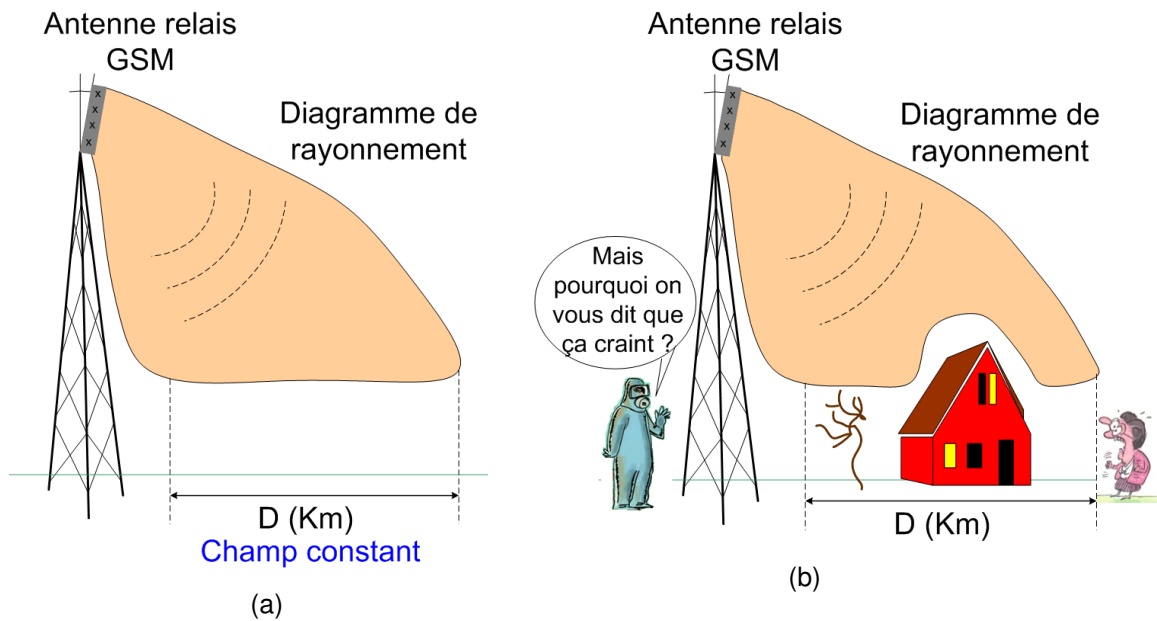 Antenne relais
GSM
Diagramme de
rayonnement
x
x
x
x
D (Km)
Champ constant
(a)
Antenne relais
GSM
Diagramme de
rayonnement
x
x
x
x
Mais
pourquoi on
vous dit que
ça craint ?
D (Km)
(b)